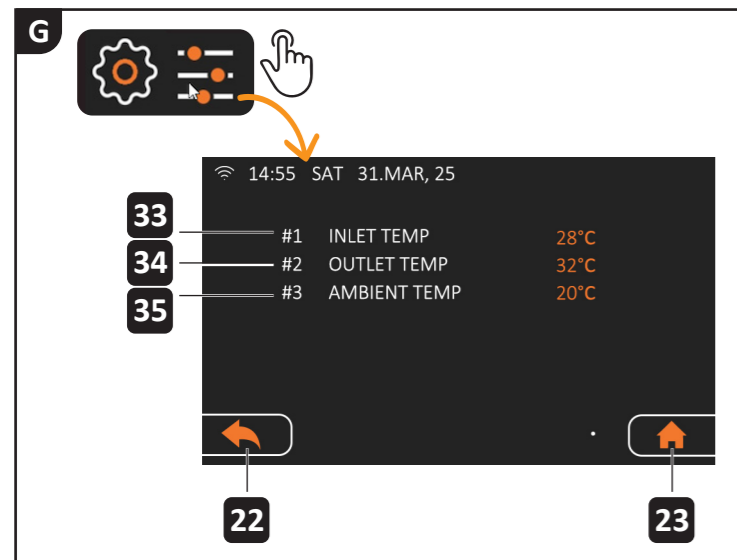 G
14:55 SAT 31.MAR, 25
33 #1 INLET TEMP 28°C
34 #2 OUTLET TEMP 32°C
35 #3 AMBIENT TEMP 20°C
22 23